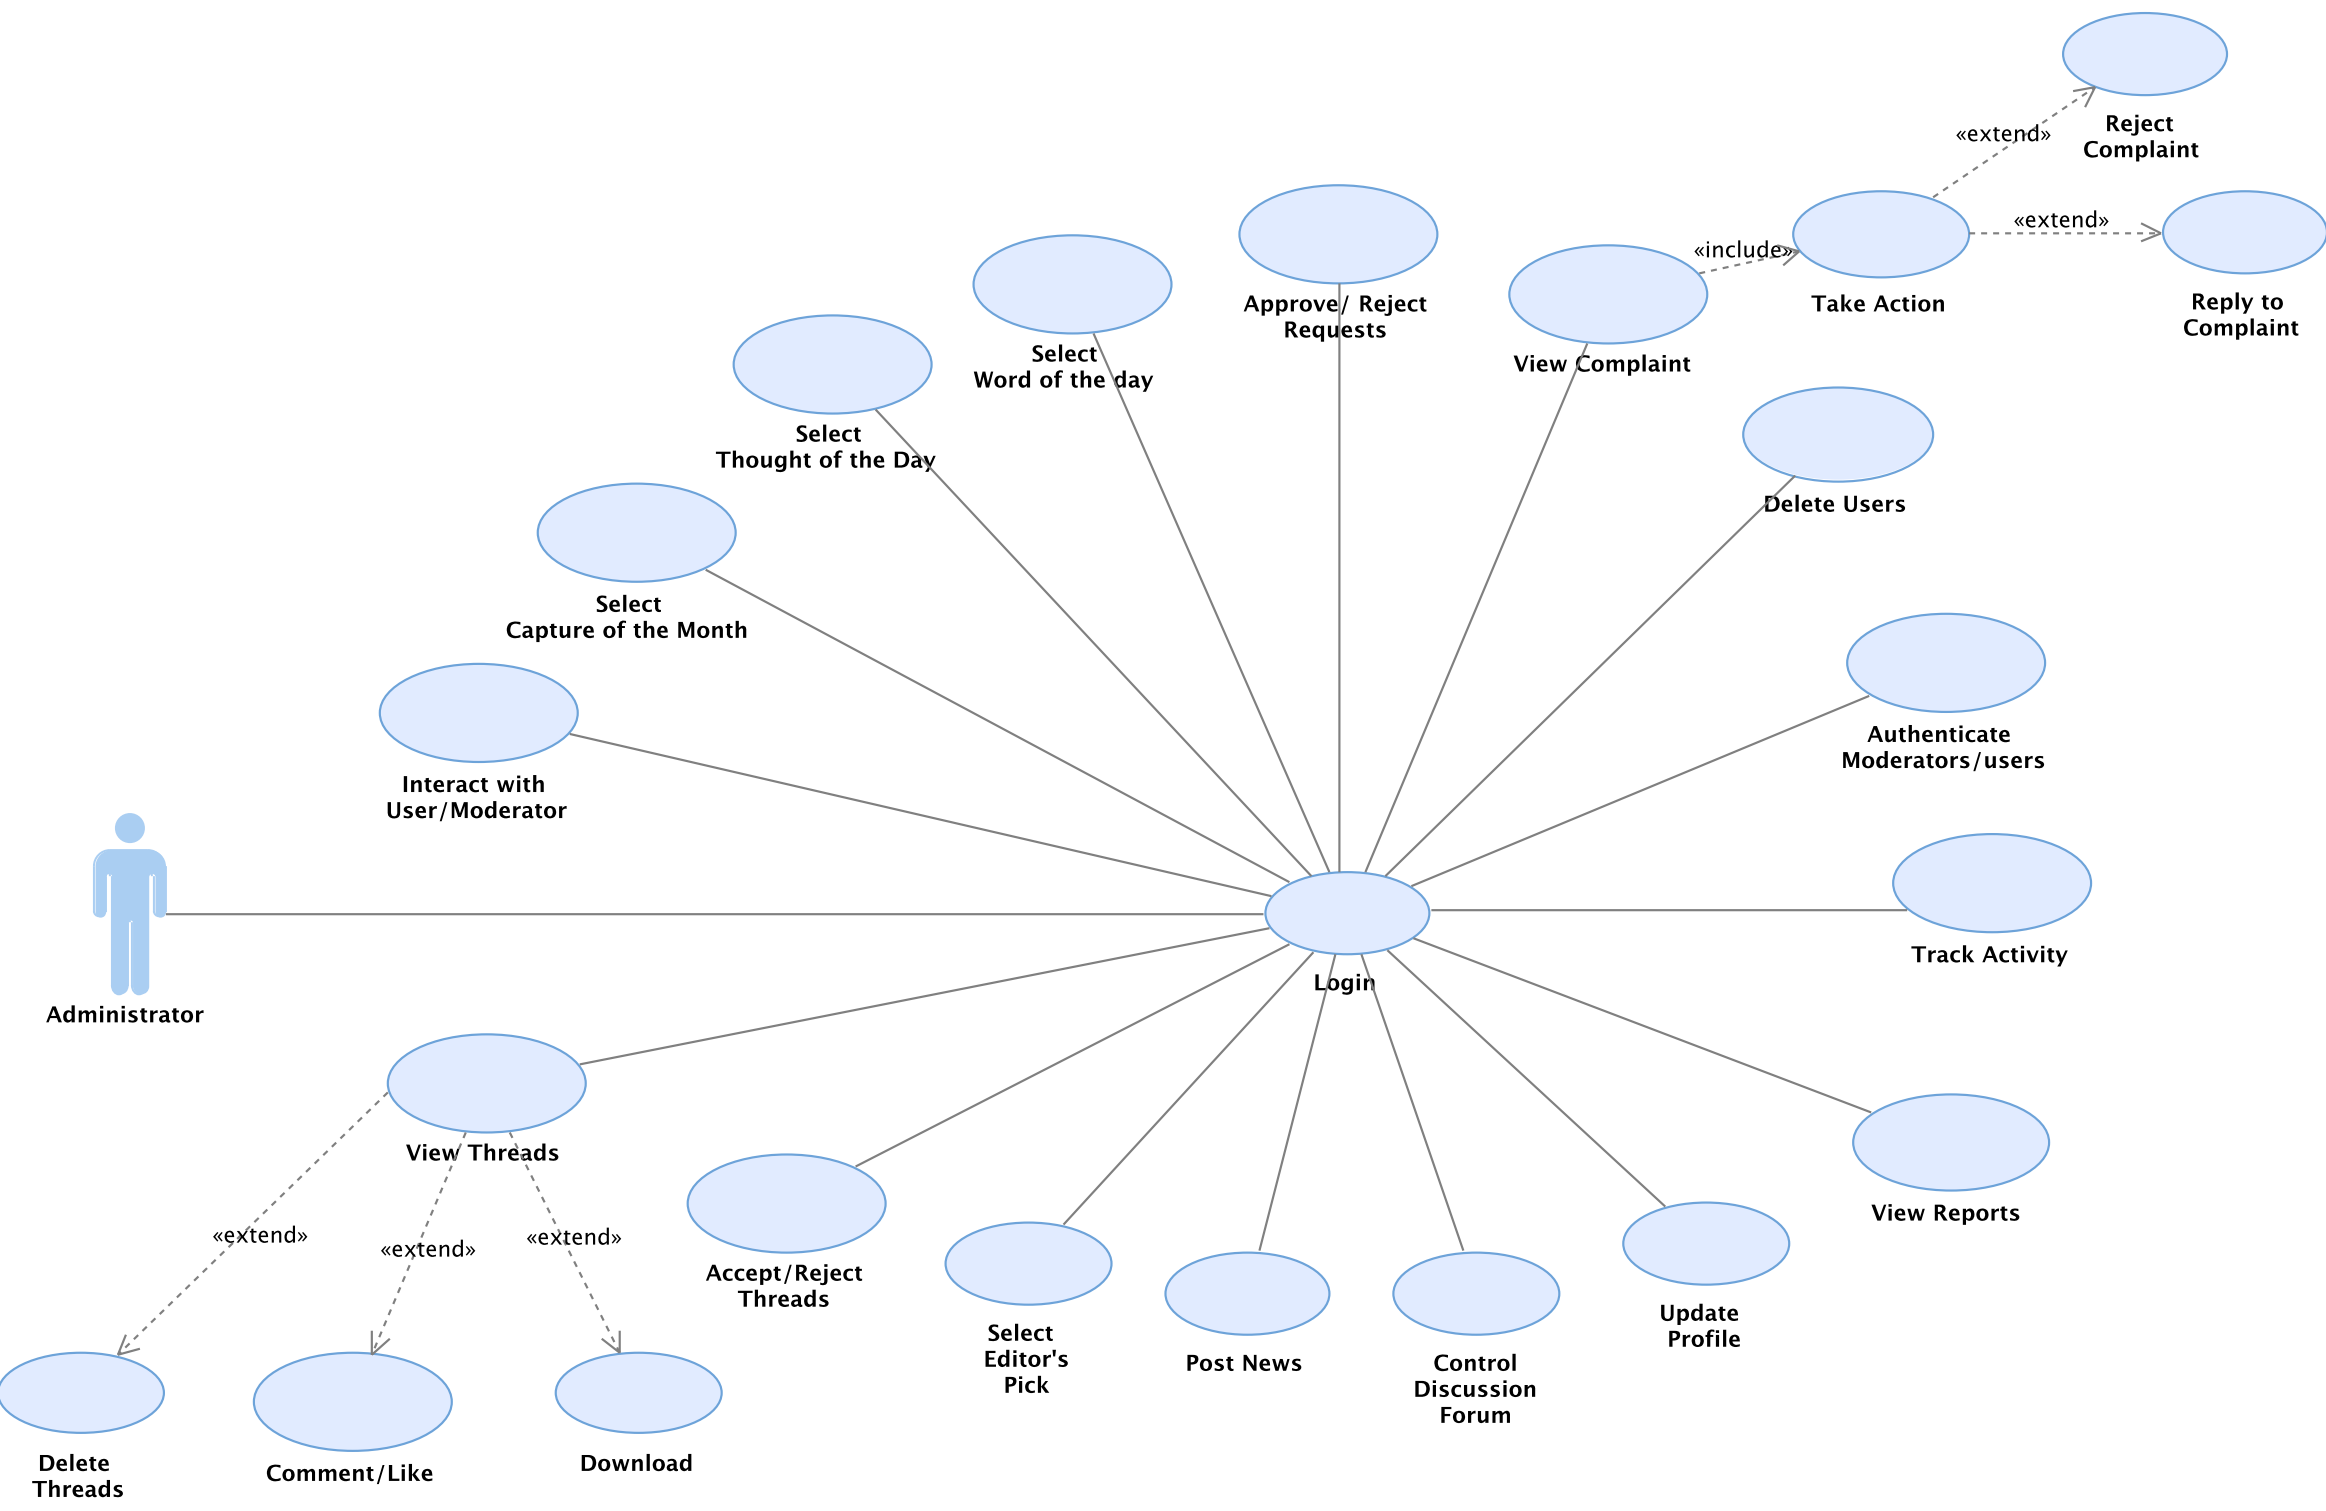 «extend»
Reject
Complaint
«extend»
«include»
Take Action
Reply to
Complaint
Approve/ Reject
Requests
View Complaint
Select
Word of the day
Select
Thought of the Day
Delete Users
Select
Capture of the Month
Authenticate
Moderators/users
Interact with
User/Moderator
Track Activity
Login
Administrator
View Threads
«extend»
«extend»
«extend»
Accept/Reject
Threads
Select
Editor's
Pick
Post News
Control
Discussion
Forum
Update
Profile
View Reports
Delete
Threads
Comment/Like
Download